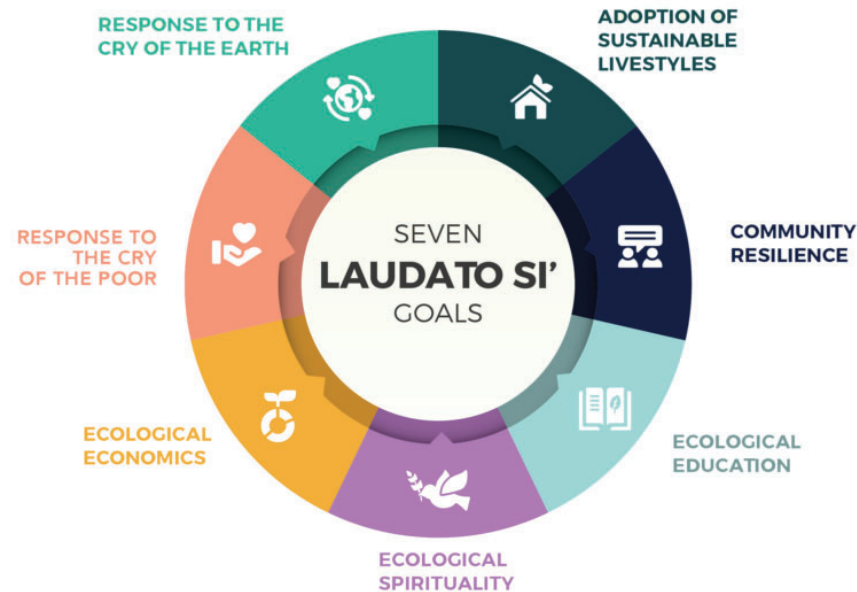 RESPONSE TO THE
CRY OF THE EARTH
ADOPTION OF
SUSTAINABLE
LIVESTYLES
COMMUNITY
RESILIENCE
ECOLOGICAL
EDUCATION
ECOLOGICAL
SPIRITUALITY
ECOLOGICAL
ECONOMICS
RESPONSE TO
THE CRY
OF THE POOR
SEVEN
LAUDATO SI’
GOALS